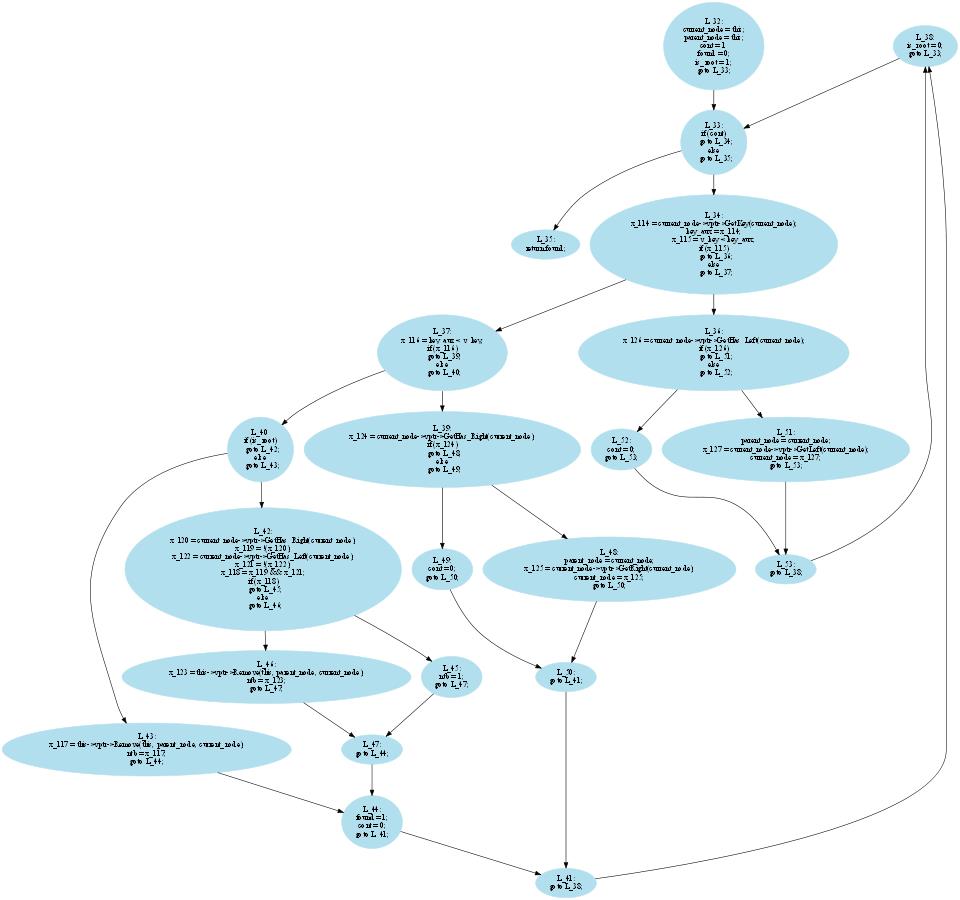 L_32:
current_node = this;
parent_node = this;
cont = 1
found = 0;
is_root = 1;
goto L_33;
L_38:
is_root = 0;
goto L_33;
L_33:
if (cont)
goto L_34;
else
goto L_35;
L_34:
x_114 = current_node->vptr->GetKey(current_node);
key_aux = x_114;
x_115 = v_key < key_aux;
if (x_115)
goto L_36;
else
goto L_37;
L_35:
return found;
L_37:
x_116 = key_aux < v_key;
if (x_116)
goto L_39;
else
goto L_40;
L_36:
x_126 = current_node->vptr->GetHas_Left(current_node);
if (x_126)
goto L_51;
else
goto L_52;
L_40:
if (is_root)
goto L_42;
else
goto L_43;
L_39:
x_124 = current_node->vptr->GetHas_Right(current_node)
if (x_124)
goto L_48;
else
goto L_49;
L_52:
cont = 0;
goto L_53;
L_51:
parent_node = current_node;
x_127 = current_node->vptr->GetLeft(current_node);
current_node = x_127;
goto L_53;
L_42:
x_120 = current_node->vptr->GetHas_Right(current_node)
x_119 = !(x_120)
x_122 = current_node->vptr->GetHas_Left(current_node)
x_121 = !(x_122)
x_118 = x_119 && x_121;
if (x_118)
goto L_45;
else
goto L_46;
L_49:
cont = 0;
goto L_50;
L_48:
parent_node = current_node;
x_125 = current_node->vptr->GetRight(current_node)
current_node = x_125;
goto L_50;
L_53:
goto L_38;
L_46:
x_123 = this->vptr->Remove(this, parent_node, current_node)
ntb = x_123;
goto L_47;
L_45:
ntb = 1;
goto L_47;
L_50:
goto L_41;
L_43:
x_117 = this->vptr->Remove(this, parent_node, current_node)
ntb = x_117;
goto L_44;
L_47:
goto L_44;
L_44:
found = 1;
cont = 0;
goto L_41;
L_41:
goto L_38;